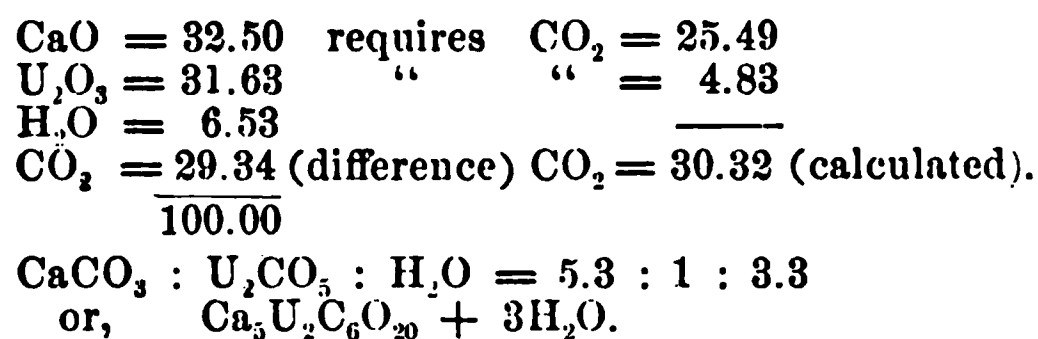 CaO = 32.50 requires CO₂ = 25.49
U₂O₃ = 31.63 “ “ = 4.83
H₂O = 6.53
CO₂ = 29.34 (difference) CO₂ = 30.32 (calculated).
100.00
CaCO₃ : U₂CO₅ : H₂O = 5.3 : 1 : 3.3
or, Ca₅U₂C₆O₂₀ + 3H₂O.